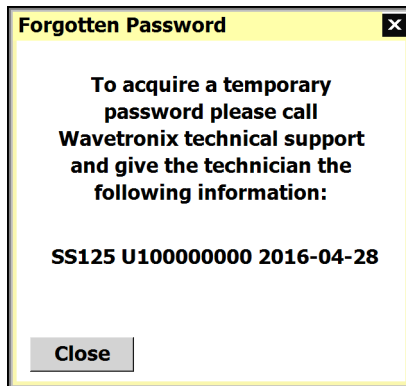 Forgotten Password
To acquire a temporary
password please call
Wavetronix technical support
and give the technician the
following information:
SS125 U100000000 2016-04-28
Close